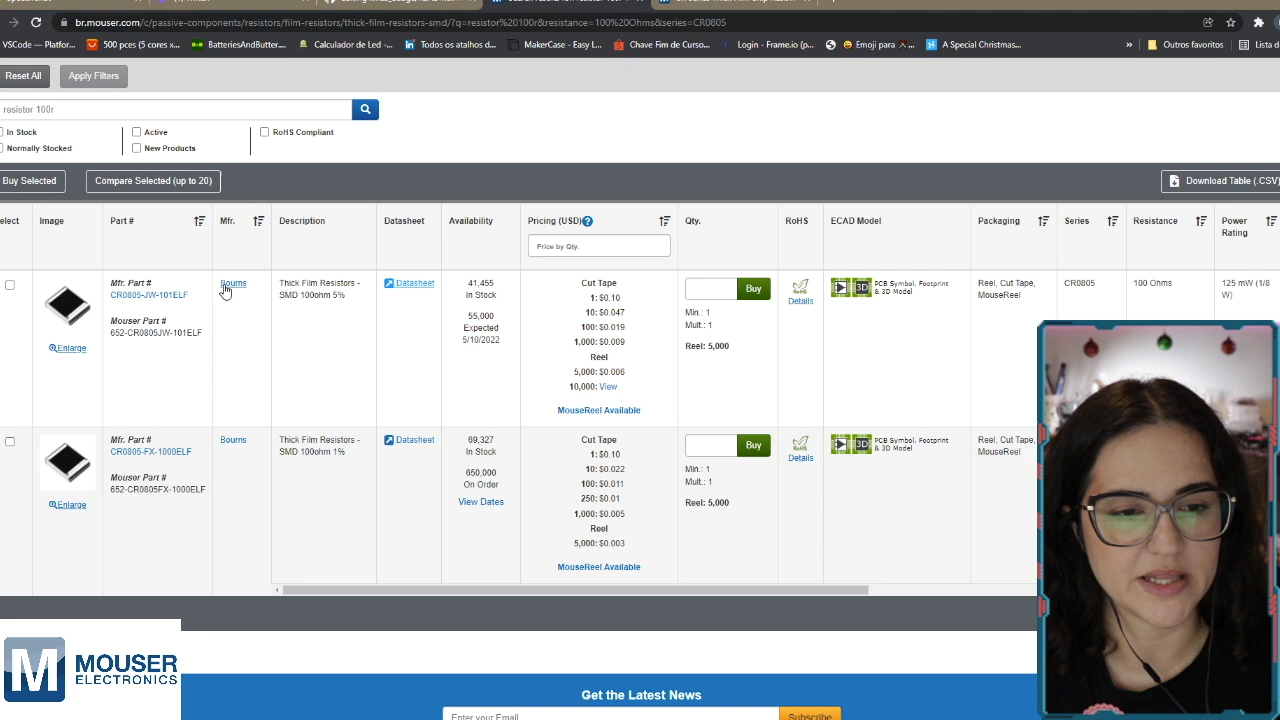 br.mouser.com/c/passive-components/resistors/film-resistors/thick-film-resistors-smd/?q=resistor%20100r&resistance=100%20Ohms&series=CR0805
VSCode — Platfor... 500 pces (5 cores x... BatteriesAndButter.... Calculador de Led -... Todos os atalhos d... MakerCase - Easy L... Chave Fim de Curso... Login - Frame.io (p... Emoji para ... A Special Christmas... » Outros favoritos Lista d
Reset All Apply Filters
resistor 100r
In Stock Active RoHS Compliant
Normally Stocked New Products
Buy Selected Compare Selected (up to 20) Download Table (.CSV)
elect Image Part # Mfr. Description Datasheet Availability Pricing (USD) Qty. RoHS ECAD Model Packaging Series Resistance Power Rating
Price by Qty.
Mfr. Part #
CR0805-JW-101ELF
Mouser Part #
652-CR0805JW-101ELF
Enlarge
Bourns
Thick Film Resistors -
SMD 100ohm 5%
Datasheet
41,455
In Stock
55,000
Expected
5/10/2022
Cut Tape
1: $0.10
10: $0.047
100: $0.019
1,000: $0.009
Reel
5,000: $0.006
10,000: View
MouseReel Available
Buy
Min.: 1
Mult.: 1
Reel: 5,000
RoHS
Details
3D
PCB Symbol, Footprint
& 3D Model
Reel, Cut Tape,
MouseReel
CR0805
100 Ohms
125 mW (1/8
W)
Mfr. Part #
CR0805-FX-1000ELF
Mouser Part #
652-CR0805FX-1000ELF
Enlarge
Bourns
Thick Film Resistors -
SMD 100ohm 1%
Datasheet
69,327
In Stock
650,000
On Order
View Dates
Cut Tape
1: $0.10
10: $0.022
100: $0.011
250: $0.01
1,000: $0.005
Reel
5,000: $0.003
MouseReel Available
Buy
Min.: 1
Mult.: 1
Reel: 5,000
RoHS
Details
3D
PCB Symbol, Footprint
& 3D Model
Reel, Cut Tape,
MouseReel
M MOUSER
ELECTRONICS
Get the Latest News
Enter your Email
Subscribe